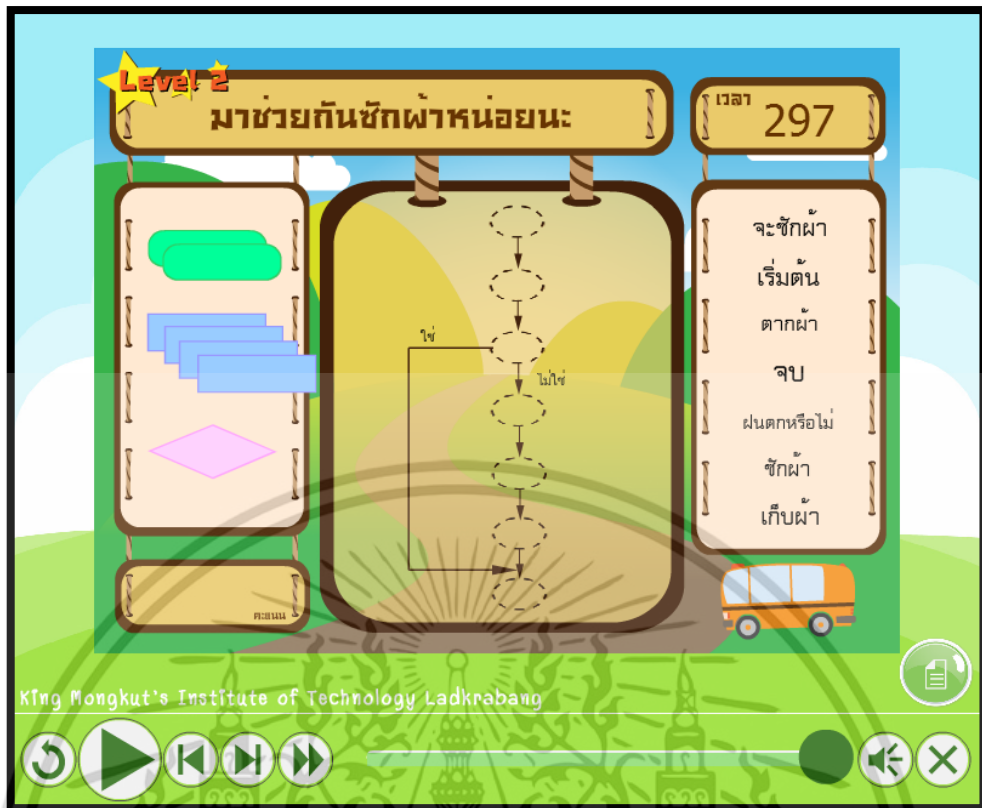 Level 2
มาช่วยกันซักผ้าหน่อยนะ
เวลา
297
จะซักผ้า
เริ่มต้น
ตากผ้า
จบ
ฝนตกหรือไม่
ซักผ้า
เก็บผ้า
ใช่
ไม่ใช่
คะแนน
King Mongkut's Institute of Technology Ladkrabang